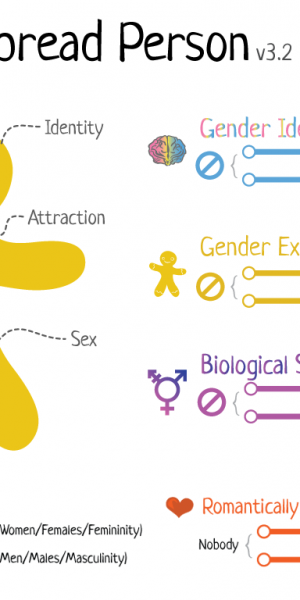 bread Person v3.2
Identity
Attraction
Sex
Women/Females/Femininity)
Men/Males/Masculinity)
Gender Ide
Gender Ex
Biological S
Romantically
Nobody